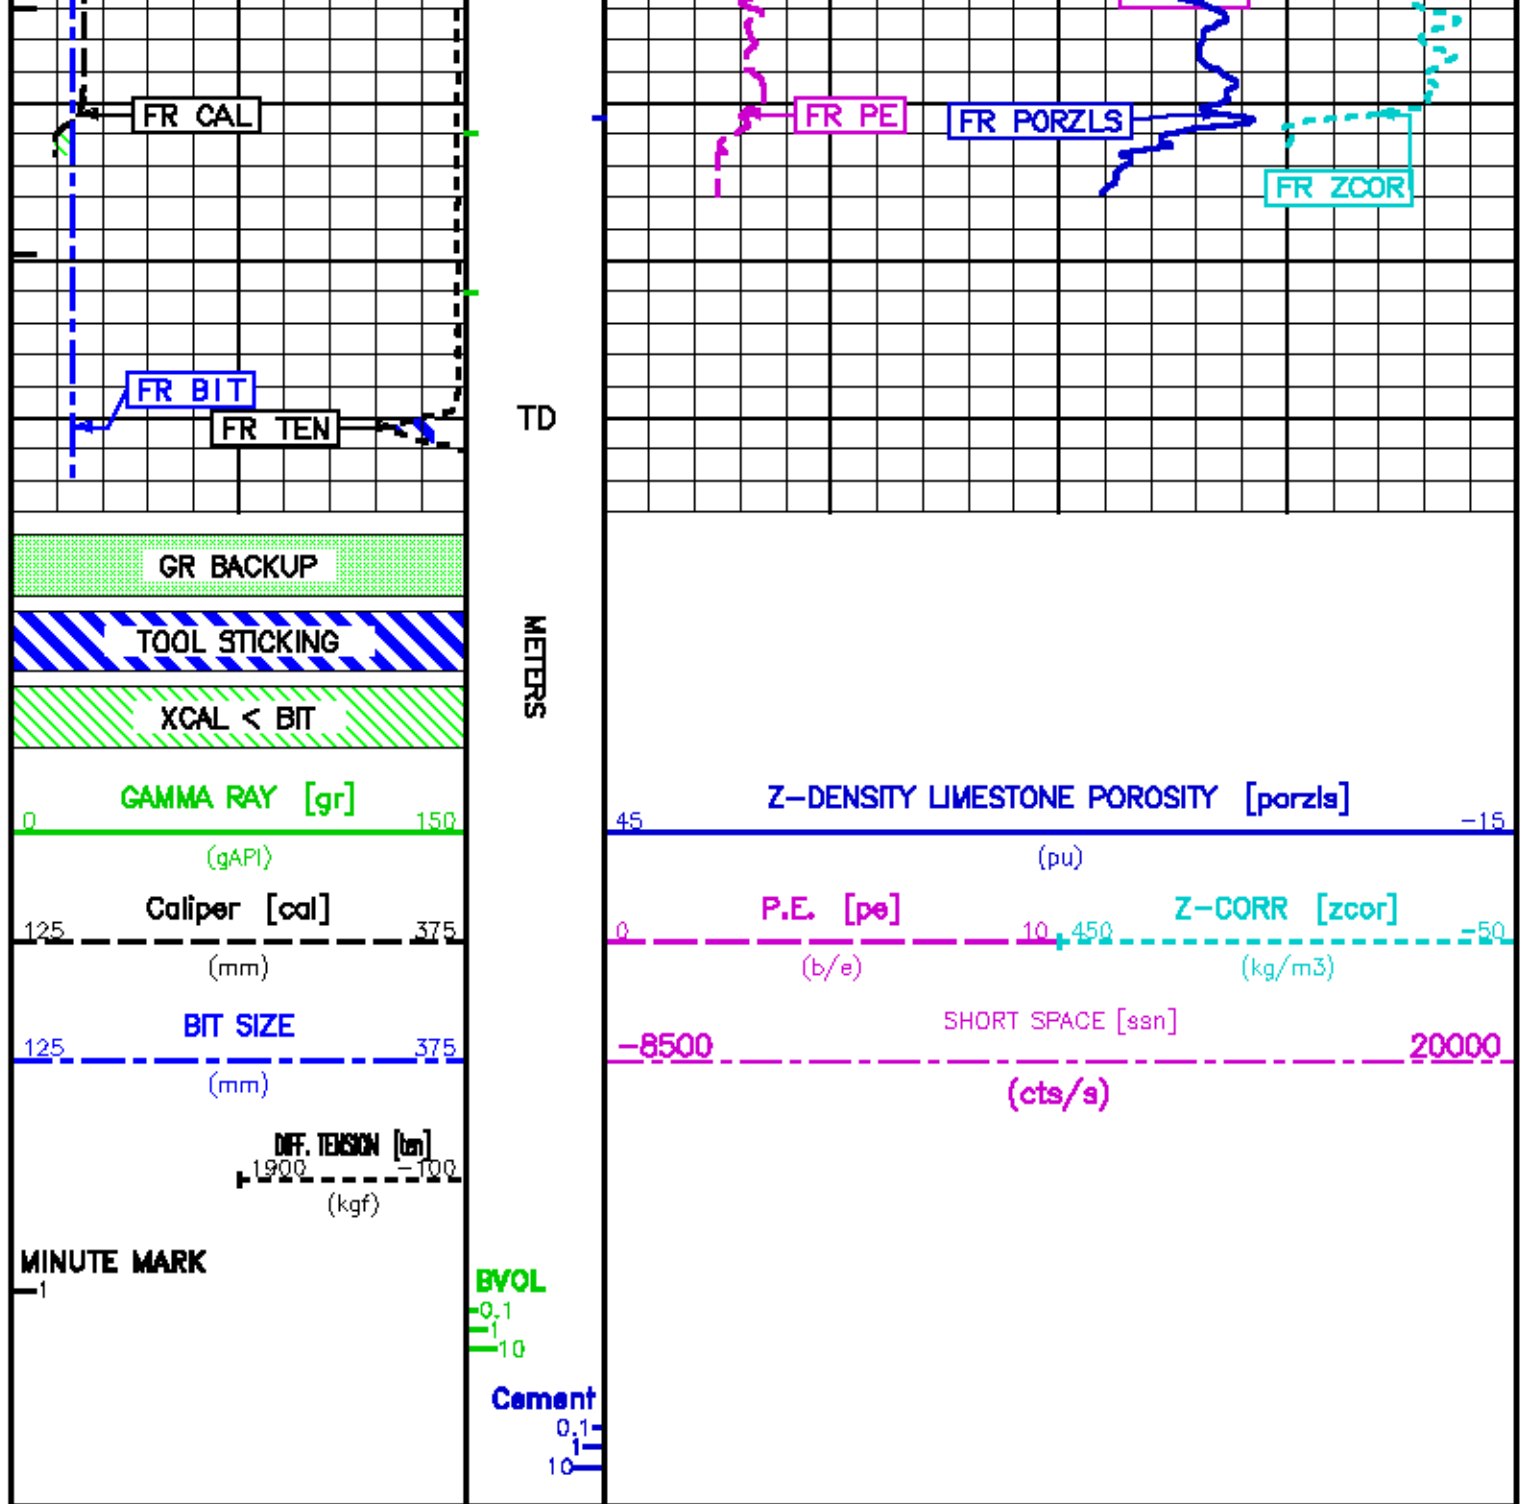 FR CAL
FR PE
FR PORZLS
FR ZCOR
FR BIT
FR TEN
TD
GR BACKUP
TOOL STICKING
XCAL < BIT
METERS
GAMMA RAY [gr]
0 150
(gAPI)
Caliper [cal]
125 375
(mm)
BIT SIZE
125 375
(mm)
DIFF. TENSION [ten]
1900 -100
(kgf)
MINUTE MARK
1
BVOL
0.1
1
10
Cement
0.1
1
10
Z-DENSITY LIMESTONE POROSITY [porzls]
45 -15
(pu)
P.E. [pe]
0 10
(b/e)
Z-CORR [zcor]
450 -50
(kg/m3)
SHORT SPACE [ssn]
-8500 20000
(cts/s)